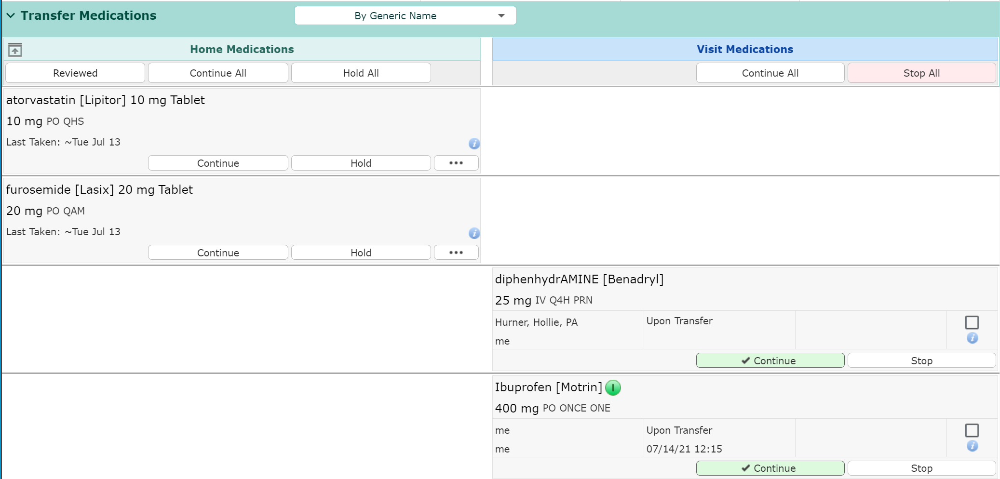 Transfer Medications
By Generic Name
Home Medications
Visit Medications
Reviewed
Continue All
Hold All
Continue All
Stop All
atorvastatin [Lipitor] 10 mg Tablet
10 mg PO QHS
Last Taken: ~Tue Jul 13
Continue
Hold
furosemide [Lasix] 20 mg Tablet
20 mg PO QAM
Last Taken: ~Tue Jul 13
Continue
Hold
diphenhydrAMINE [Benadryl]
25 mg IV Q4H PRN
Hurner, Hollie, PA
Upon Transfer
me
Continue
Stop
Ibuprofen [Motrin] I
400 mg PO ONCE ONE
me
Upon Transfer
me
07/14/21 12:15
Continue
Stop